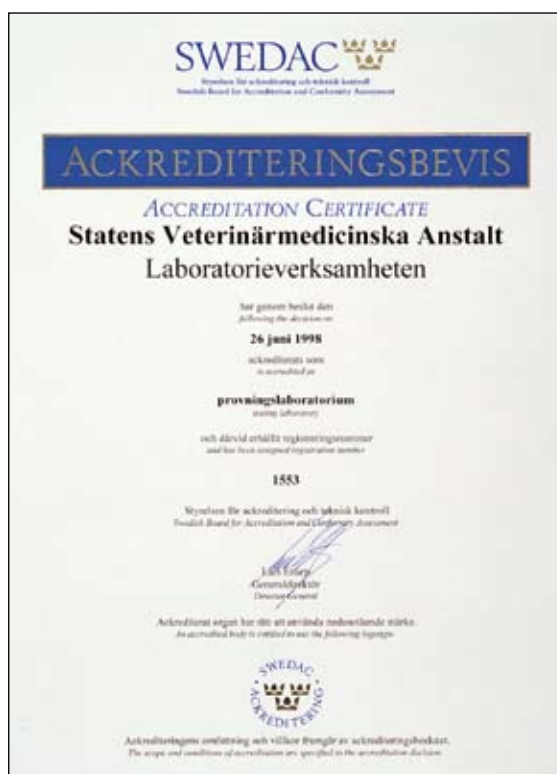 SWEDAC
Styrelsen för ackreditering och teknisk kontroll
Swedish Board for Accreditation and Conformity Assessment
ACKREDITERINGSBEVIS
ACCREDITATION CERTIFICATE
Statens Veterinärmedicinska Anstalt
Laboratorieverksamheten
har genom beslut den
following the decision on
26 juni 1998
ackrediterats som
is accredited as
provningslaboratorium
testing laboratory
och därvid erhållit registreringsnummer
and has been assigned registration number
1553
Styrelsen för ackreditering och teknisk kontroll
Swedish Board for Accreditation and Conformity Assessment
Generaldirektör
Director General
Ackrediterat organ har rätt att använda nedanstående märke.
An accredited body is entitled to use the following logotype.
SWEDAC
ACKREDITERING
Ackrediteringens omfattning och villkor framgår av ackrediteringsbeslutet.
The scope and conditions of accreditation are specified in the accreditation decision.